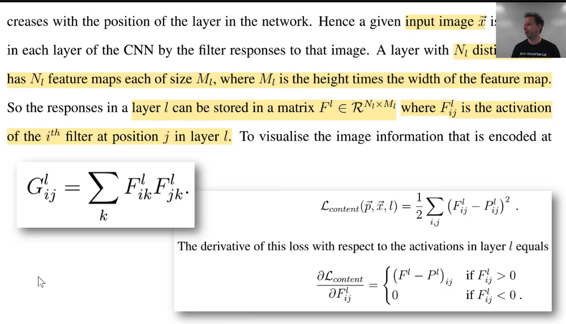 creases with the position of the layer in the network. Hence a given input image $\vec{x}$ is
in each layer of the CNN by the filter responses to that image. A layer with $N_l$
has $N_l$ feature maps each of size $M_l$, where $M_l$ is the height times the width of the feature map.
So the responses in a layer $l$ can be stored in a matrix $F^l \in \mathcal{R}^{N_l \times M_l}$ where $F^l_{ij}$ is the activation
of the $i^{th}$ filter at position $j$ in layer $l$. To visualise the image information that is encoded at
$G^l_{ij} = \sum_k F^l_{ik} F^l_{jk}.$
$\mathcal{L}_{content}(\vec{p}, \vec{x}, l) = \frac{1}{2} \sum_{i,j} (F^l_{ij} - P^l_{ij})^2 .$
The derivative of this loss with respect to the activations in layer $l$ equals
$\frac{\partial \mathcal{L}_{content}}{\partial F^l_{ij}} = \begin{cases} (F^l - P^l)_{ij} & \text{if } F^l_{ij} > 0 \\ 0 & \text{if } F^l_{ij} < 0 . \end{cases}$